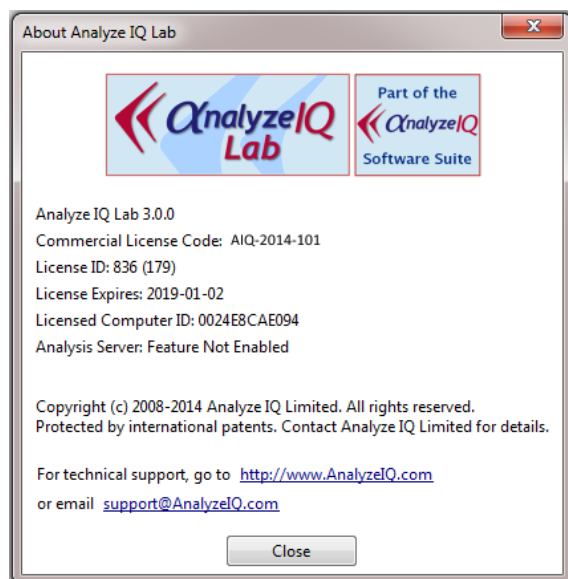 About Analyze IQ Lab
αnalyzeIQ
Lab
Part of the
αnalyzeIQ
Software Suite
Analyze IQ Lab 3.0.0
Commercial License Code: AIQ-2014-101
License ID: 836 (179)
License Expires: 2019-01-02
Licensed Computer ID: 0024E8CAE094
Analysis Server: Feature Not Enabled
Copyright (c) 2008-2014 Analyze IQ Limited. All rights reserved.
Protected by international patents. Contact Analyze IQ Limited for details.
For technical support, go to http://www.AnalyzeIQ.com
or email support@AnalyzeIQ.com
Close